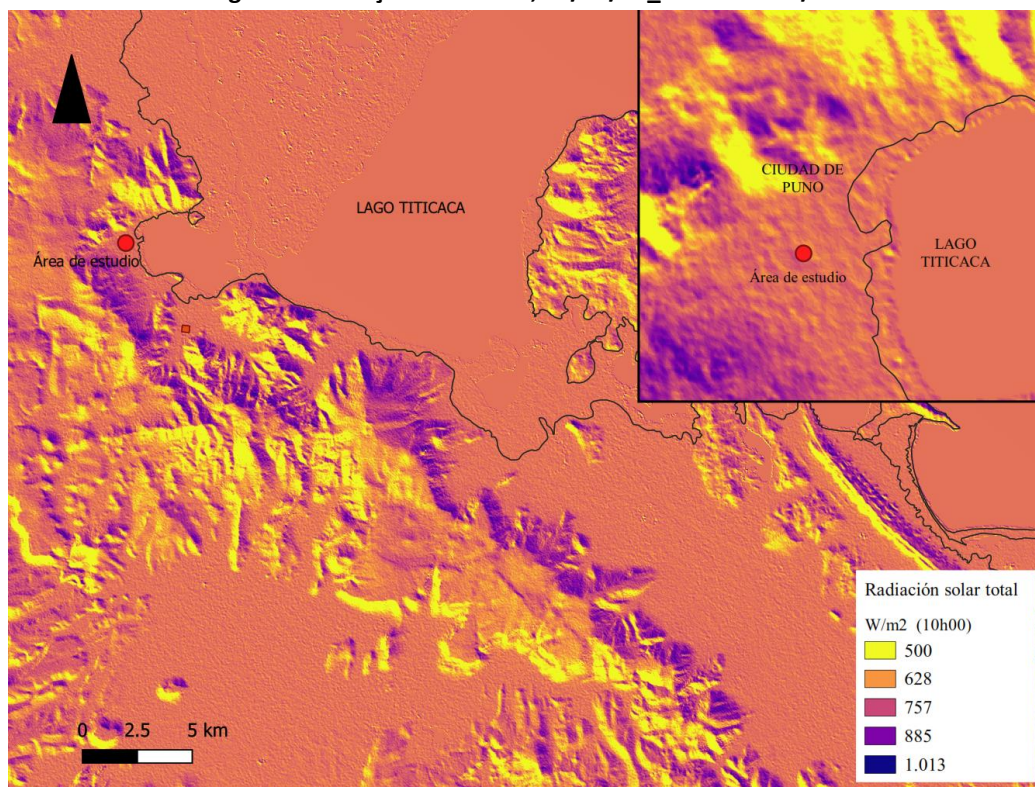 LAGO TITICACA
Área de estudio
CIUDAD DE
PUNO
LAGO
TITICACA
Área de estudio
Radiación solar total
W/m2 (10h00)
500
628
757
885
1.013
0 2.5 5 km